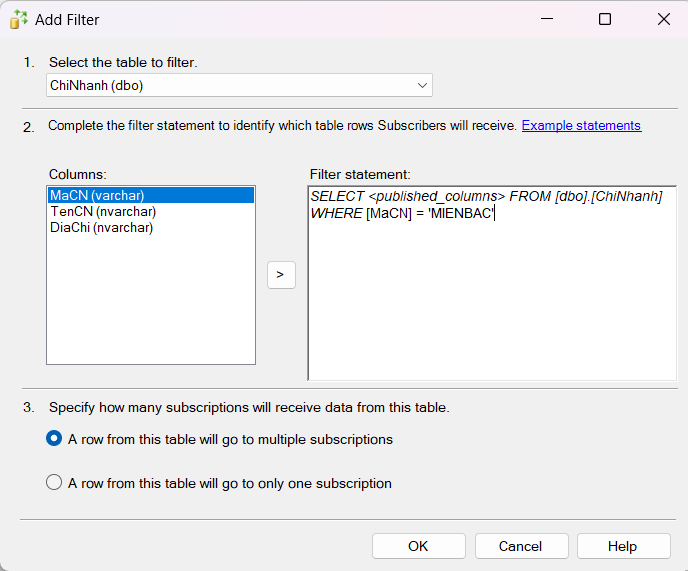 Add Filter
1. Select the table to filter.
ChiNhanh (dbo)
2. Complete the filter statement to identify which table rows Subscribers will receive. Example statements
Columns:
MaCN (varchar)
TenCN (nvarchar)
DiaChi (nvarchar)
>
Filter statement:
SELECT <published_columns> FROM [dbo].[ChiNhanh]
WHERE [MaCN] = 'MIENBAC'
3. Specify how many subscriptions will receive data from this table.
A row from this table will go to multiple subscriptions
A row from this table will go to only one subscription
OK Cancel Help